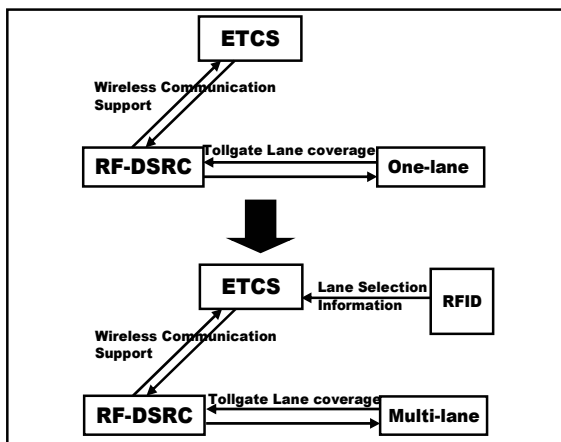 ETCS
Wireless Communication
Support
Tollgate Lane coverage
RF-DSRC
One-lane
ETCS
Lane Selection
Information
RFID
Wireless Communication
Support
Tollgate Lane coverage
RF-DSRC
Multi-lane